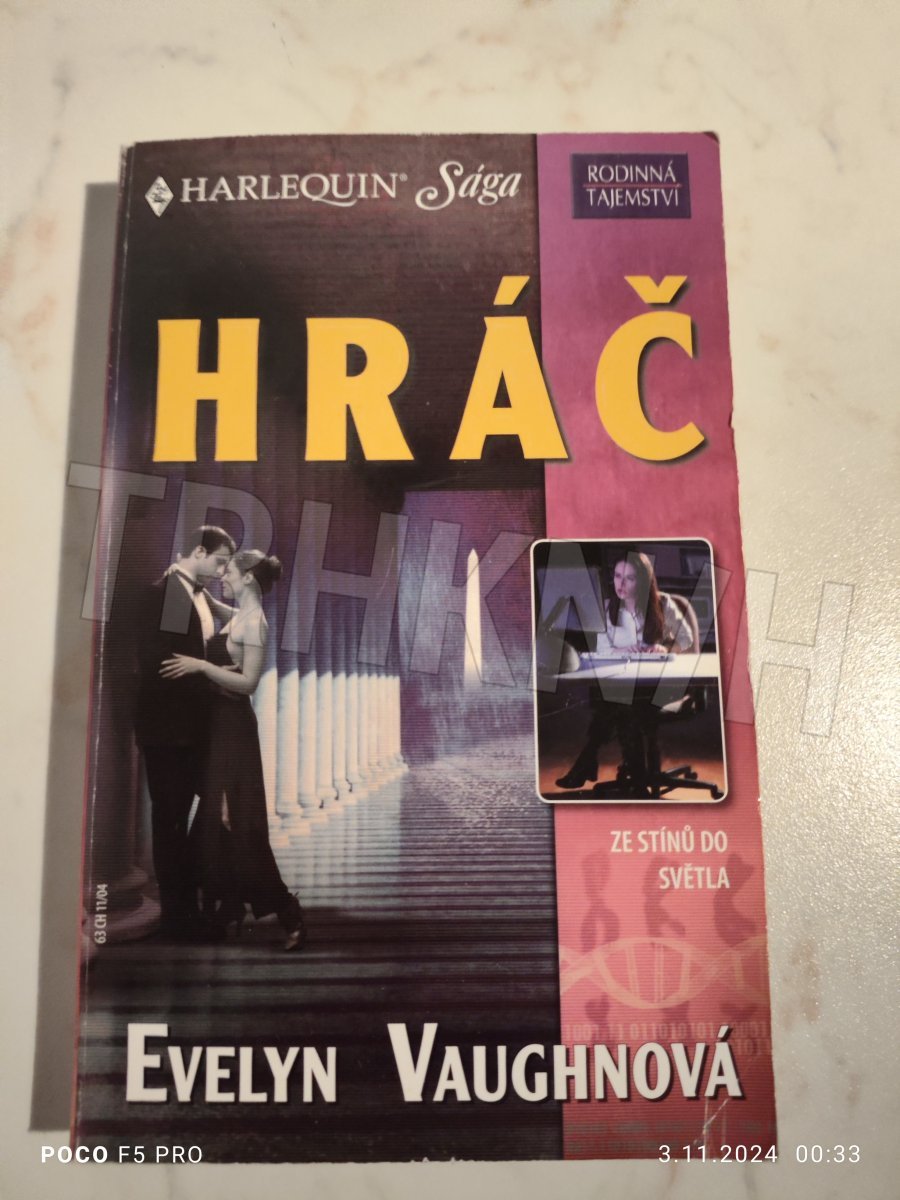 HARLEQUIN® Sága
RODINNÁ
TAJEMSTVÍ
HRÁČ
TRHKNIH
ZE STÍNŮ DO
SVĚTLA
63 CH 11/04
EVELYN VAUGHNOVÁ
POCO F5 PRO
3.11.2024 00:33